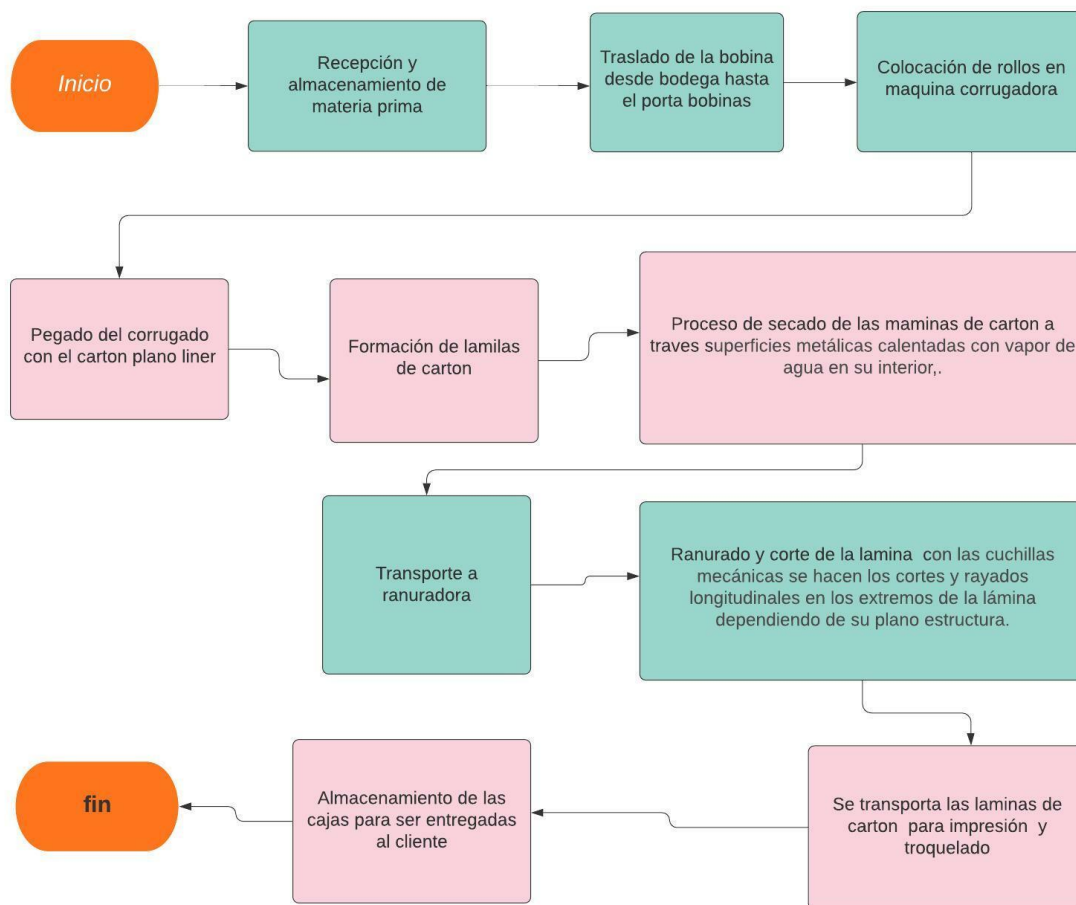 Inicio
Recepción y
almacenamiento de
materia prima
Traslado de la bobina
desde bodega hasta
el porta bobinas
Colocación de rollos en
maquina corrugadora
Pegado del corrugado
con el carton plano liner
Formación de lamilas
de carton
Proceso de secado de las maminas de carton a
traves superficies metálicas calentadas con vapor de
agua en su interior,.
Transporte a
ranuradora
Ranurado y corte de la lamina con las cuchillas
mecánicas se hacen los cortes y rayados
longitudinales en los extremos de la lámina
dependiendo de su plano estructura.
Se transporta las laminas de
carton para impresión y
troquelado
Almacenamiento de las
cajas para ser entregadas
al cliente
fin